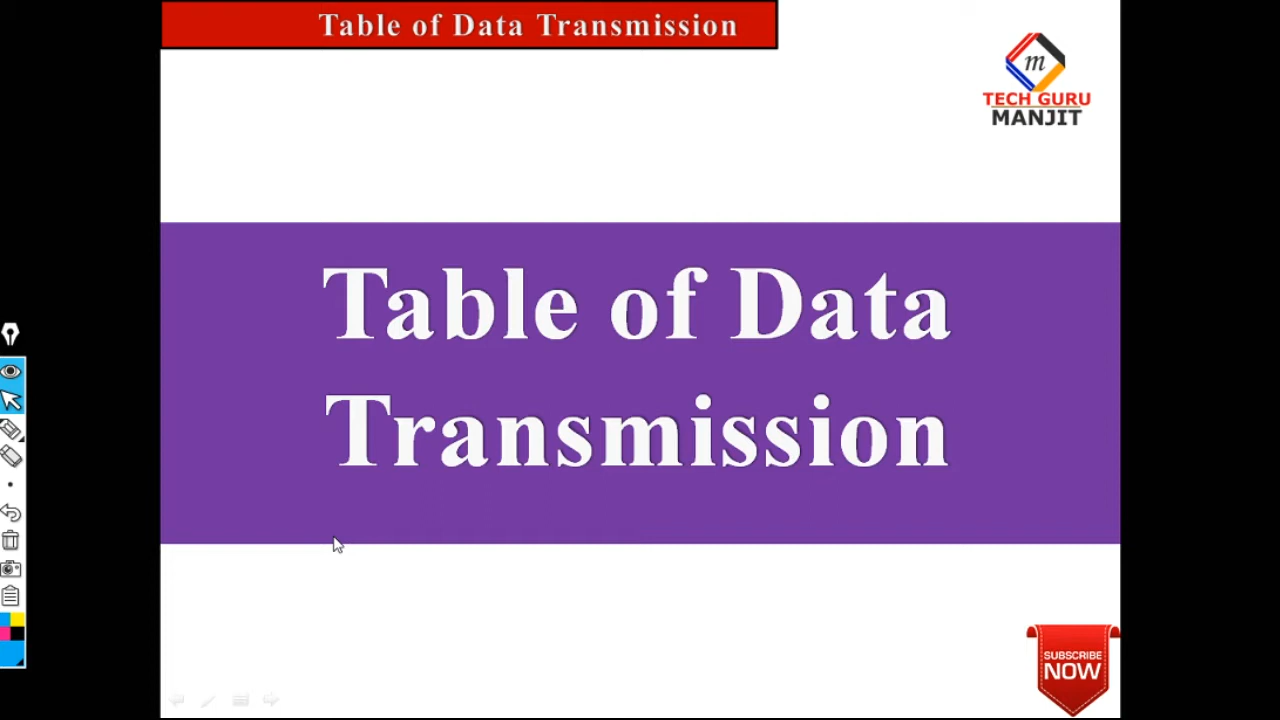 Table of Data Transmission
m
TECH GURU
MANJIT
Table of Data
Transmission
SUBSCRIBE
NOW